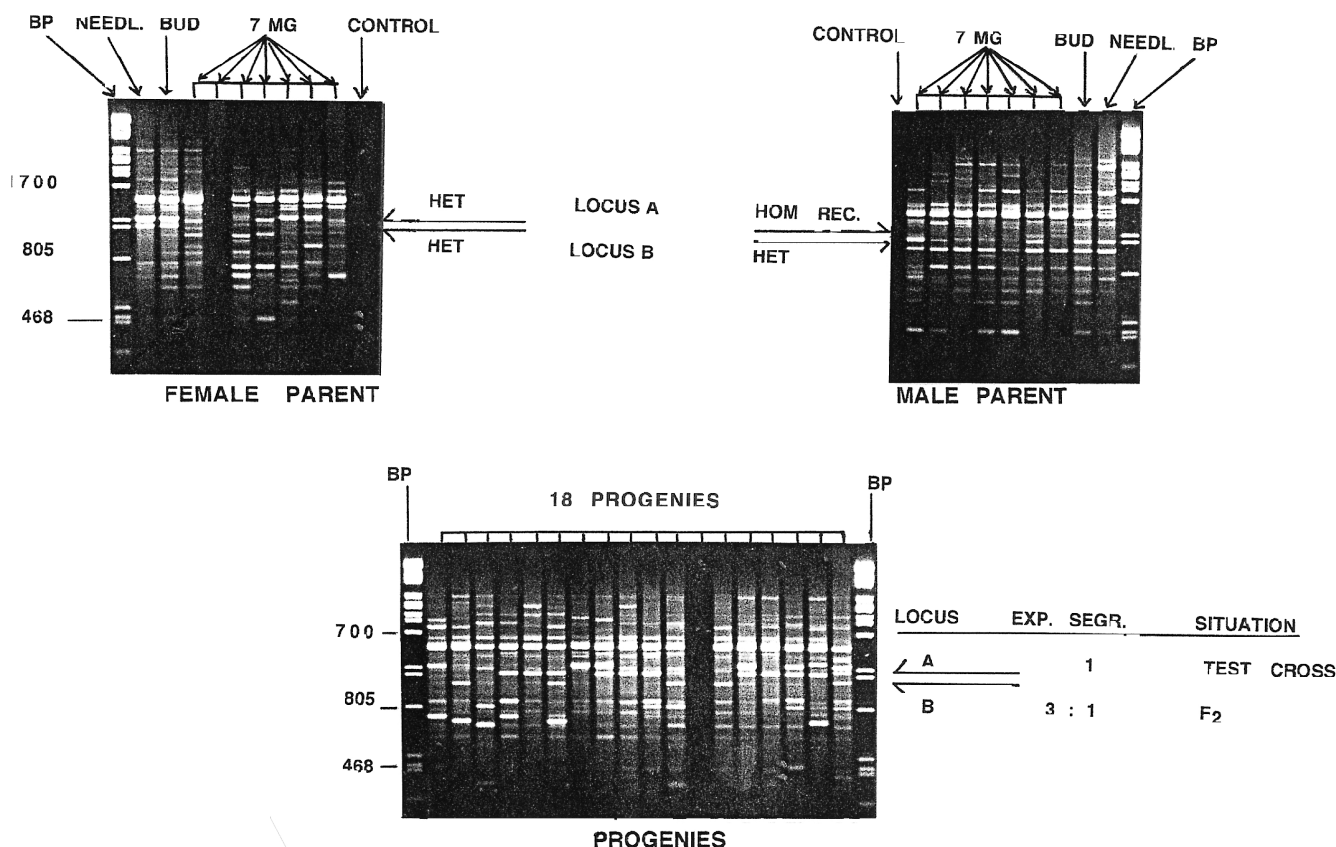 BP NEEDL. BUD 7 MG CONTROL
CONTROL 7 MG BUD NEEDL. BP
1700
805
468
HET LOCUS A HOM REC.
HET LOCUS B HET
FEMALE PARENT
MALE PARENT
BP 18 PROGENIES BP
700
805
468
LOCUS EXP. SEGR. SITUATION
A 1 TEST CROSS
B 3 : 1 F2
PROGENIES